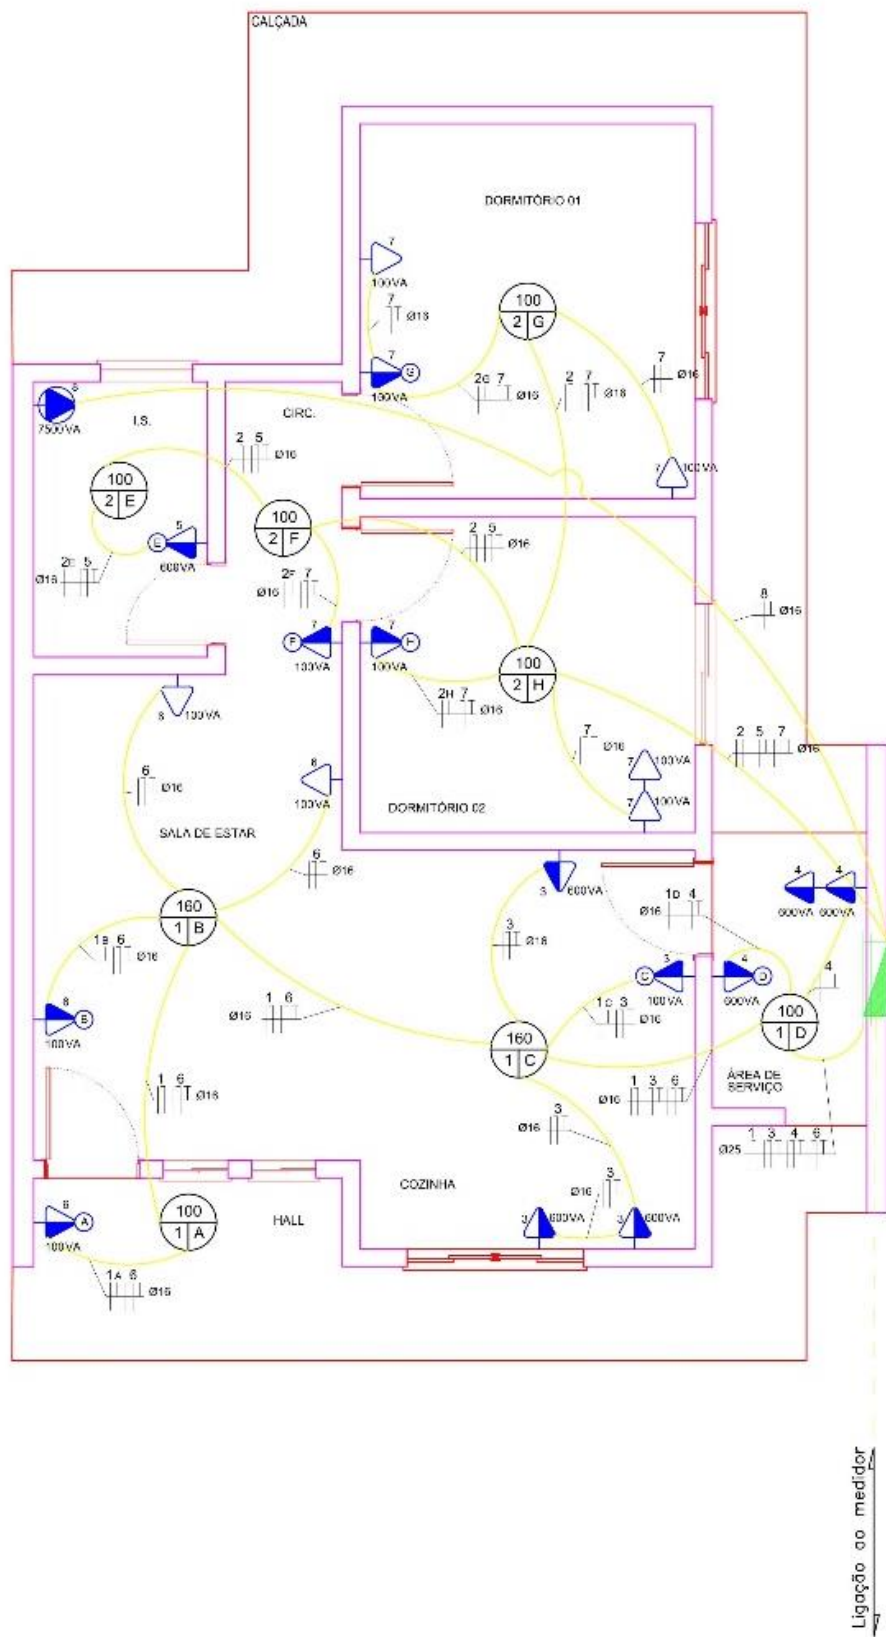 CALÇADA
DORMITÓRIO 01
7
100VA
7
Ø16
100
2 G
7
G
100VA
2G 7
Ø16
2 7
Ø16
7
Ø16
7
100VA
8
7500VA
I.S.
CIRC.
2 5
Ø16
100
2 E
100
2 F
5
E
600VA
2E 5
Ø16
2 5
Ø16
2F 7
Ø16
8
Ø16
7
F
100VA
7
H
100VA
100
2 H
2H 7
Ø16
7
Ø16
2 5 7
Ø16
100VA
6
Ø16
6
100VA
7
100VA
7
100VA
DORMITÓRIO 02
SALA DE ESTAR
6
Ø16
3
600VA
4 4
600VA 600VA
1D 4
Ø16
160
1 B
1B 6
Ø16
3
Ø16
3
C
100VA
4
D
600VA
4
6
B
100VA
1 6
Ø16
1C 3
Ø16
160
1 C
100
1 D
ÁREA DE
SERVIÇO
1 6
Ø16
1 3 6
Ø16
3
Ø16
1 3 4 6
Ø25
COZINHA
3
Ø16
6
A
100VA
100
1 A
HALL
3
600VA
3
600VA
1A 6
Ø16
Ligação ao medidor